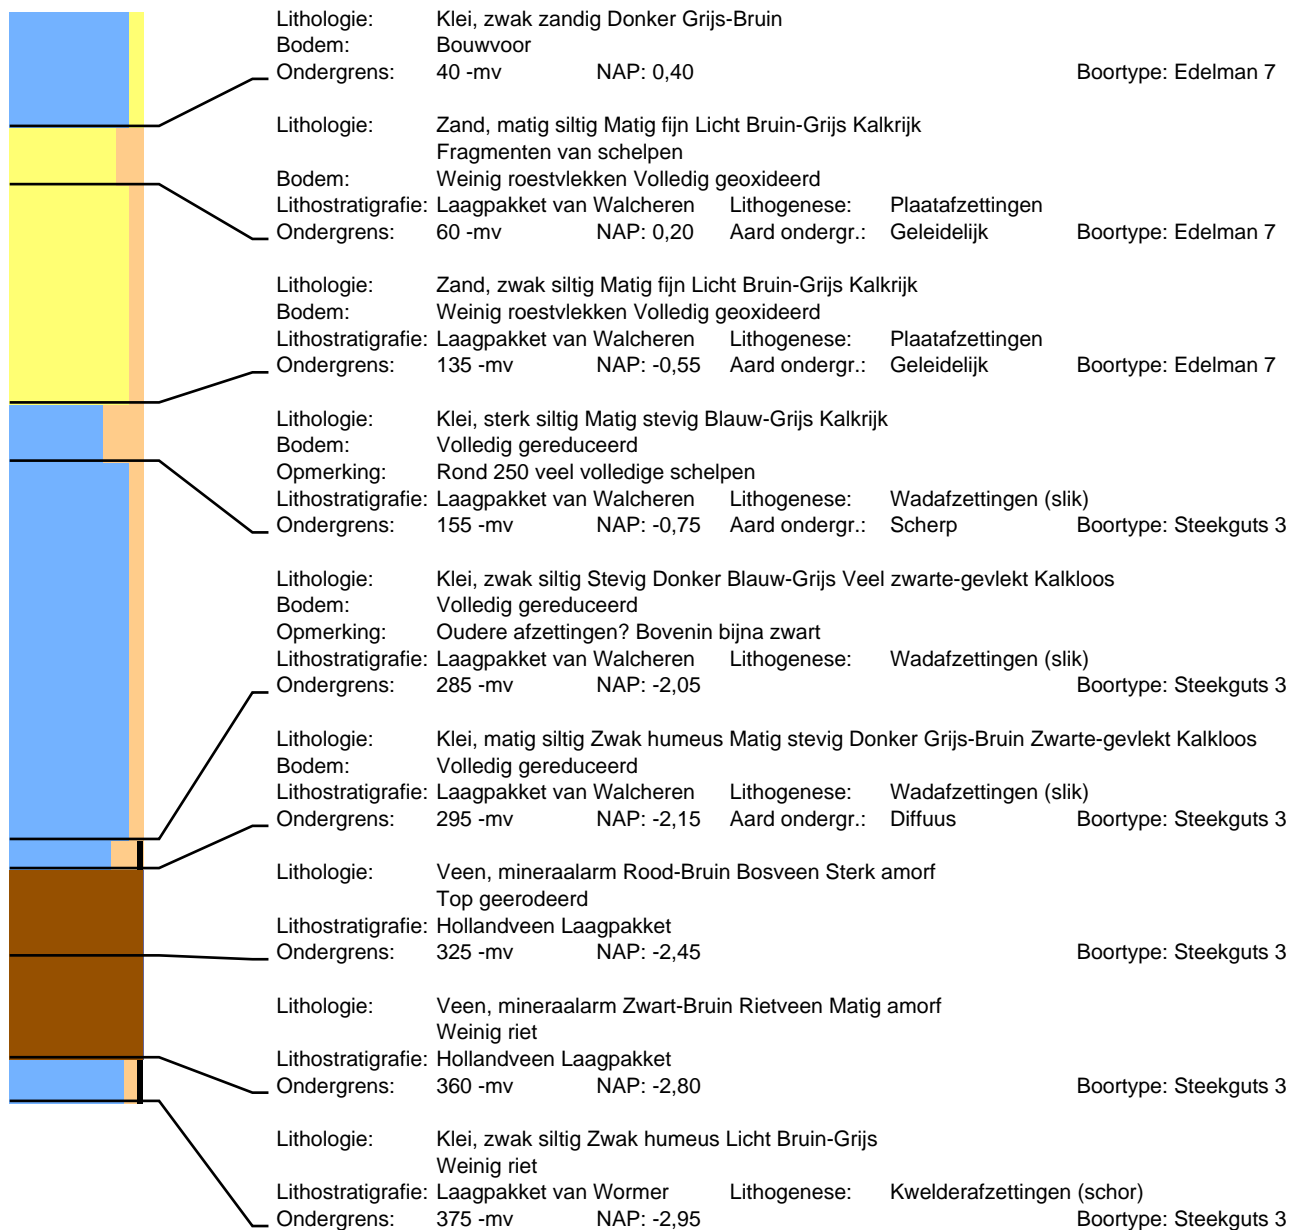 Lithologie: Klei, zwak zandig Donker Grijs-Bruin
Bodem: Bouwvoor
Ondergrens: 40 -mv NAP: 0,40 Boortype: Edelman 7
Lithologie: Zand, matig siltig Matig fijn Licht Bruin-Grijs Kalkrijk
Fragmenten van schelpen
Bodem: Weinig roestvlekken Volledig geoxideerd
Lithostratigrafie: Laagpakket van Walcheren Lithogenese: Plaatafzettingen
Ondergrens: 60 -mv NAP: 0,20 Aard ondergr.: Geleidelijk Boortype: Edelman 7
Lithologie: Zand, zwak siltig Matig fijn Licht Bruin-Grijs Kalkrijk
Bodem: Weinig roestvlekken Volledig geoxideerd
Lithostratigrafie: Laagpakket van Walcheren Lithogenese: Plaatafzettingen
Ondergrens: 135 -mv NAP: -0,55 Aard ondergr.: Geleidelijk Boortype: Edelman 7
Lithologie: Klei, sterk siltig Matig stevig Blauw-Grijs Kalkrijk
Bodem: Volledig gereduceerd
Opmerking: Rond 250 veel volledige schelpen
Lithostratigrafie: Laagpakket van Walcheren Lithogenese: Wadafzettingen (slik)
Ondergrens: 155 -mv NAP: -0,75 Aard ondergr.: Scherp Boortype: Steekguts 3
Lithologie: Klei, zwak siltig Stevig Donker Blauw-Grijs Veel zwarte-gevlekt Kalkloos
Bodem: Volledig gereduceerd
Opmerking: Oudere afzettingen? Bovenin bijna zwart
Lithostratigrafie: Laagpakket van Walcheren Lithogenese: Wadafzettingen (slik)
Ondergrens: 285 -mv NAP: -2,05 Boortype: Steekguts 3
Lithologie: Klei, matig siltig Zwak humeus Matig stevig Donker Grijs-Bruin Zwarte-gevlekt Kalkloos
Bodem: Volledig gereduceerd
Lithostratigrafie: Laagpakket van Walcheren Lithogenese: Wadafzettingen (slik)
Ondergrens: 295 -mv NAP: -2,15 Aard ondergr.: Diffuus Boortype: Steekguts 3
Lithologie: Veen, mineraalarm Rood-Bruin Bosveen Sterk amorf
Top geerodeerd
Lithostratigrafie: Hollandveen Laagpakket
Ondergrens: 325 -mv NAP: -2,45 Boortype: Steekguts 3
Lithologie: Veen, mineraalarm Zwart-Bruin Rietveen Matig amorf
Weinig riet
Lithostratigrafie: Hollandveen Laagpakket
Ondergrens: 360 -mv NAP: -2,80 Boortype: Steekguts 3
Lithologie: Klei, zwak siltig Zwak humeus Licht Bruin-Grijs
Weinig riet
Lithostratigrafie: Laagpakket van Wormer Lithogenese: Kwelderafzettingen (schor)
Ondergrens: 375 -mv NAP: -2,95 Boortype: Steekguts 3